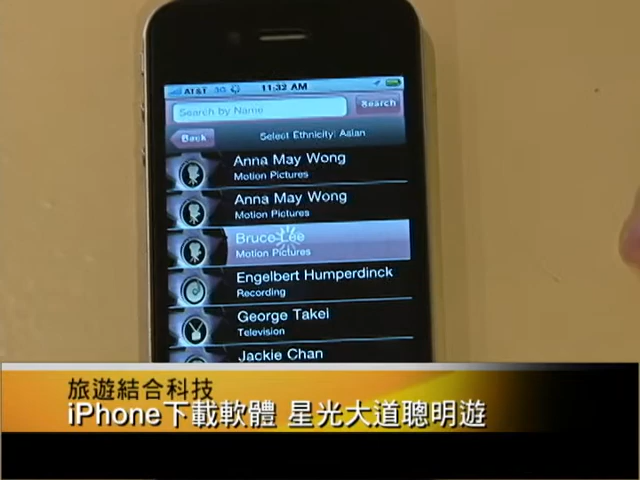 AT&T 3G 11:32 AM
Search by Name
Search
Back
Select Ethnicity: Asian
Anna May Wong
Motion Pictures
Anna May Wong
Motion Pictures
Bruce Lee
Motion Pictures
Engelbert Humperdinck
Recording
George Takei
Television
Jackie Chan
旅遊結合科技
iPhone下載軟體 星光大道聰明遊